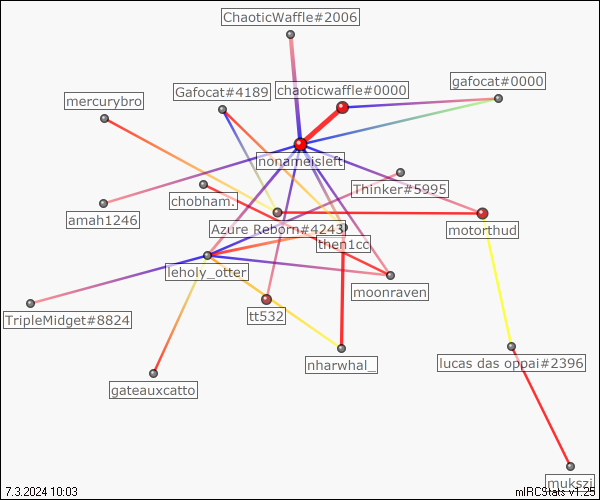 ChaoticWaffle#2006
gafocat#0000
Gafocat#4189
chaoticwaffle#0000
mercurybro
nonameisleft
Thinker#5995
chobham.
amah1246
motorthud
Azure Reborn#4243
then1cc
leholy_otter
moonraven
tt532
TripleMidget#8824
nharwhal_
lucas das oppai#2396
gateauxcatto
mukszi
7.3.2024 10:03
mIRCStats v1.25